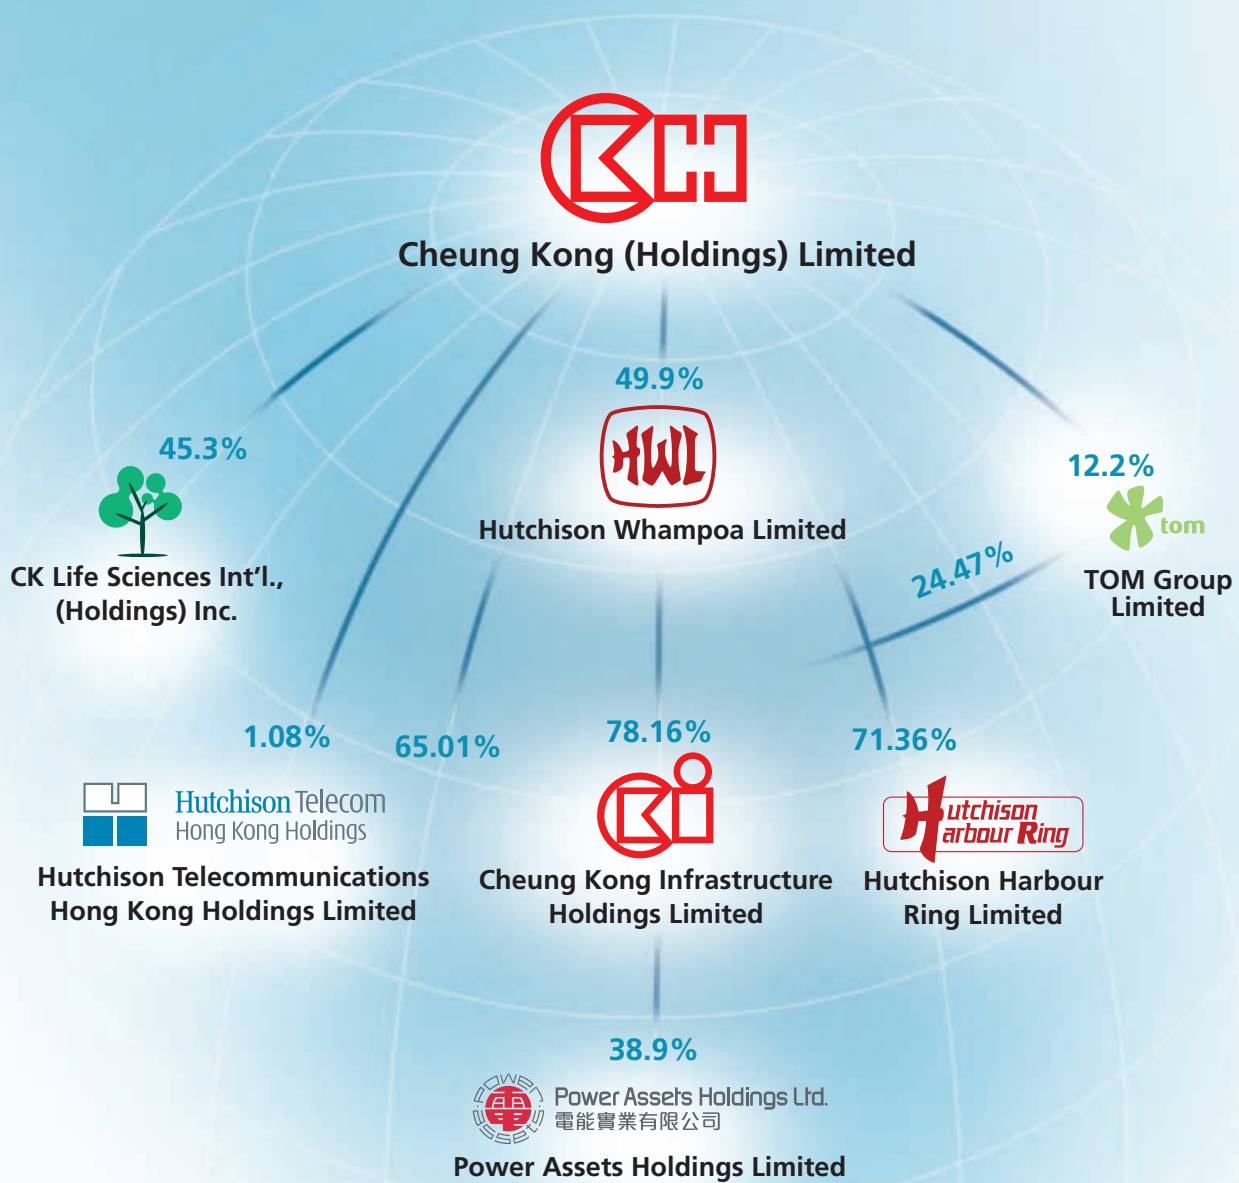 CKH
Cheung Kong (Holdings) Limited
49.9%
HWL
Hutchison Whampoa Limited
45.3%
CK Life Sciences Int'l.,
(Holdings) Inc.
12.2%
tom
TOM Group
Limited
24.47%
1.08%
65.01%
Hutchison Telecom
Hong Kong Holdings
Hutchison Telecommunications
Hong Kong Holdings Limited
78.16%
CKi
Cheung Kong Infrastructure
Holdings Limited
71.36%
Hutchison
Harbour Ring
Hutchison Harbour
Ring Limited
38.9%
POWER ASSETS
電
Power Assets Holdings Ltd.
電能實業有限公司
Power Assets Holdings Limited